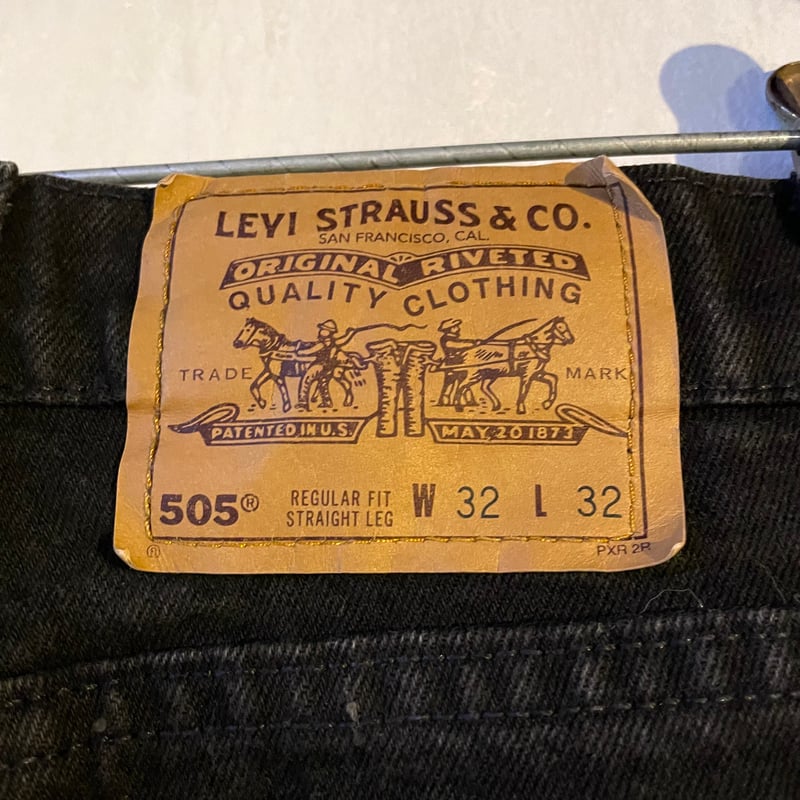 LEVI STRAUSS & CO.
SAN FRANCISCO, CAL.
ORIGINAL RIVETED
QUALITY CLOTHING
TRADE MARK
PATENTED IN U.S. MAY 20 1873
505® REGULAR FIT W 32 L 32
STRAIGHT LEG
® PXR 2R